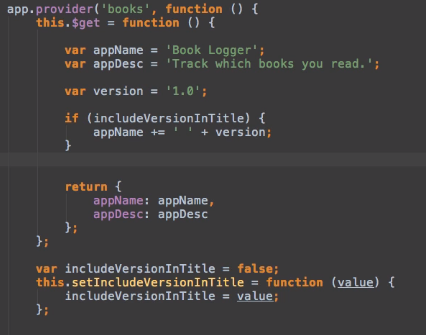 app.provider('books', function () {
    this.$get = function () {

        var appName = 'Book Logger';
        var appDesc = 'Track which books you read.';

        var version = '1.0';

        if (includeVersionInTitle) {
            appName += ' ' + version;
        }


        return {
            appName: appName,
            appDesc: appDesc
        };
    };

    var includeVersionInTitle = false;
    this.setIncludeVersionInTitle = function (value) {
        includeVersionInTitle = value;
    };